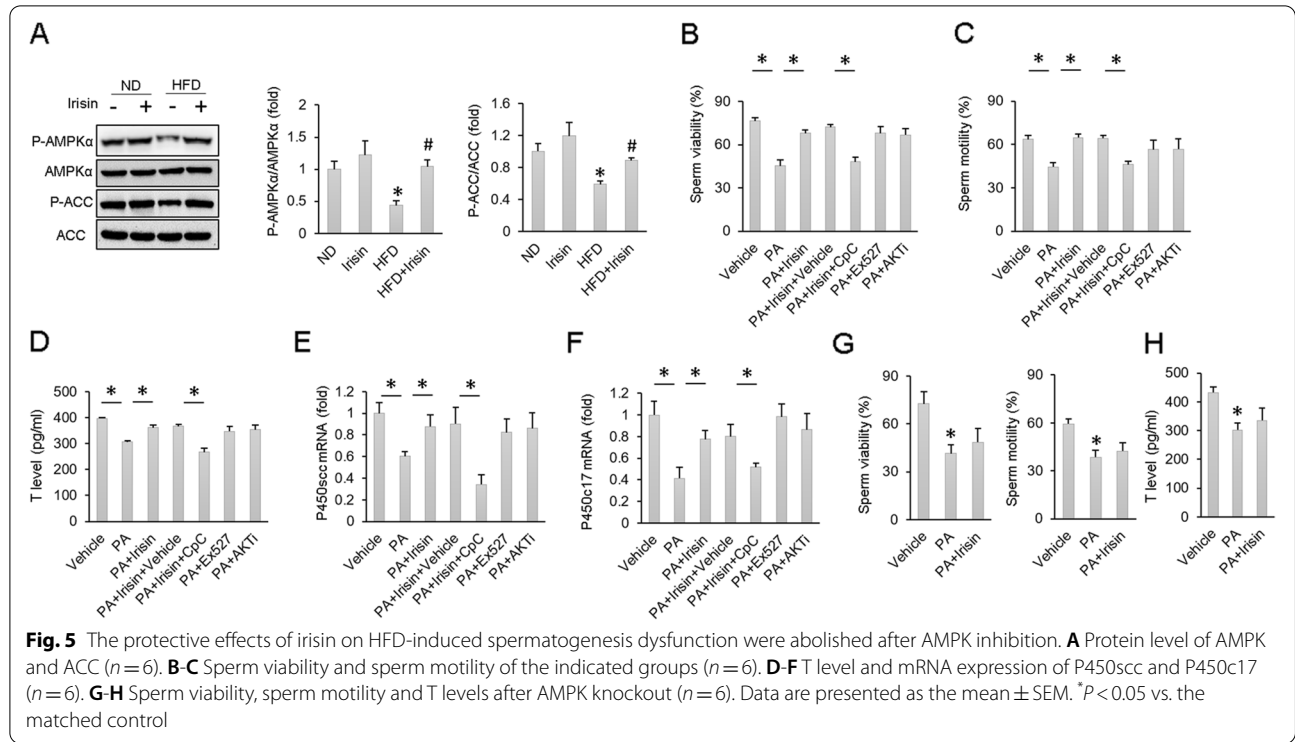 A
ND HFD
Irisin - + - +
P-AMPKα
AMPKα
P-ACC
ACC
P-AMPKα/AMPKα (fold)
2
1.5
1
0.5
0
* #
ND Irisin HFD HFD+Irisin
P-ACC/ACC (fold)
1.6
1.2
0.8
0.4
0
* #
ND Irisin HFD HFD+Irisin
B
Sperm viability (%)
90
60
30
0
* * *
Vehicle PA PA+Irisin PA+Irisin+Vehicle PA+Irisin+CpC PA+Ex527 PA+AKTi
C
Sperm motility (%)
90
60
30
0
* * *
Vehicle PA PA+Irisin PA+Irisin+Vehicle PA+Irisin+CpC PA+Ex527 PA+AKTi
D
T level (pg/ml)
500
400
300
200
100
0
* * *
Vehicle PA PA+Irisin PA+Irisin+Vehicle PA+Irisin+CpC PA+Ex527 PA+AKTi
E
P450scc mRNA (fold)
1.2
1
0.8
0.6
0.4
0.2
0
* * *
Vehicle PA PA+Irisin PA+Irisin+Vehicle PA+Irisin+CpC PA+Ex527 PA+AKTi
F
P450c17 mRNA (fold)
1.2
1
0.8
0.6
0.4
0.2
0
* * *
Vehicle PA PA+Irisin PA+Irisin+Vehicle PA+Irisin+CpC PA+Ex527 PA+AKTi
G
Sperm viability (%)
90
60
30
0
*
Vehicle PA PA+Irisin
Sperm motility (%)
90
60
30
0
*
Vehicle PA PA+Irisin
H
T level (pg/ml)
500
400
300
200
100
0
*
Vehicle PA PA+Irisin
Fig. 5 The protective effects of irisin on HFD-induced spermatogenesis dysfunction were abolished after AMPK inhibition. A Protein level of AMPK
and ACC (n = 6). B-C Sperm viability and sperm motility of the indicated groups (n = 6). D-F T level and mRNA expression of P450scc and P450c17
(n = 6). G-H Sperm viability, sperm motility and T levels after AMPK knockout (n = 6). Data are presented as the mean ± SEM. *P < 0.05 vs. the
matched control